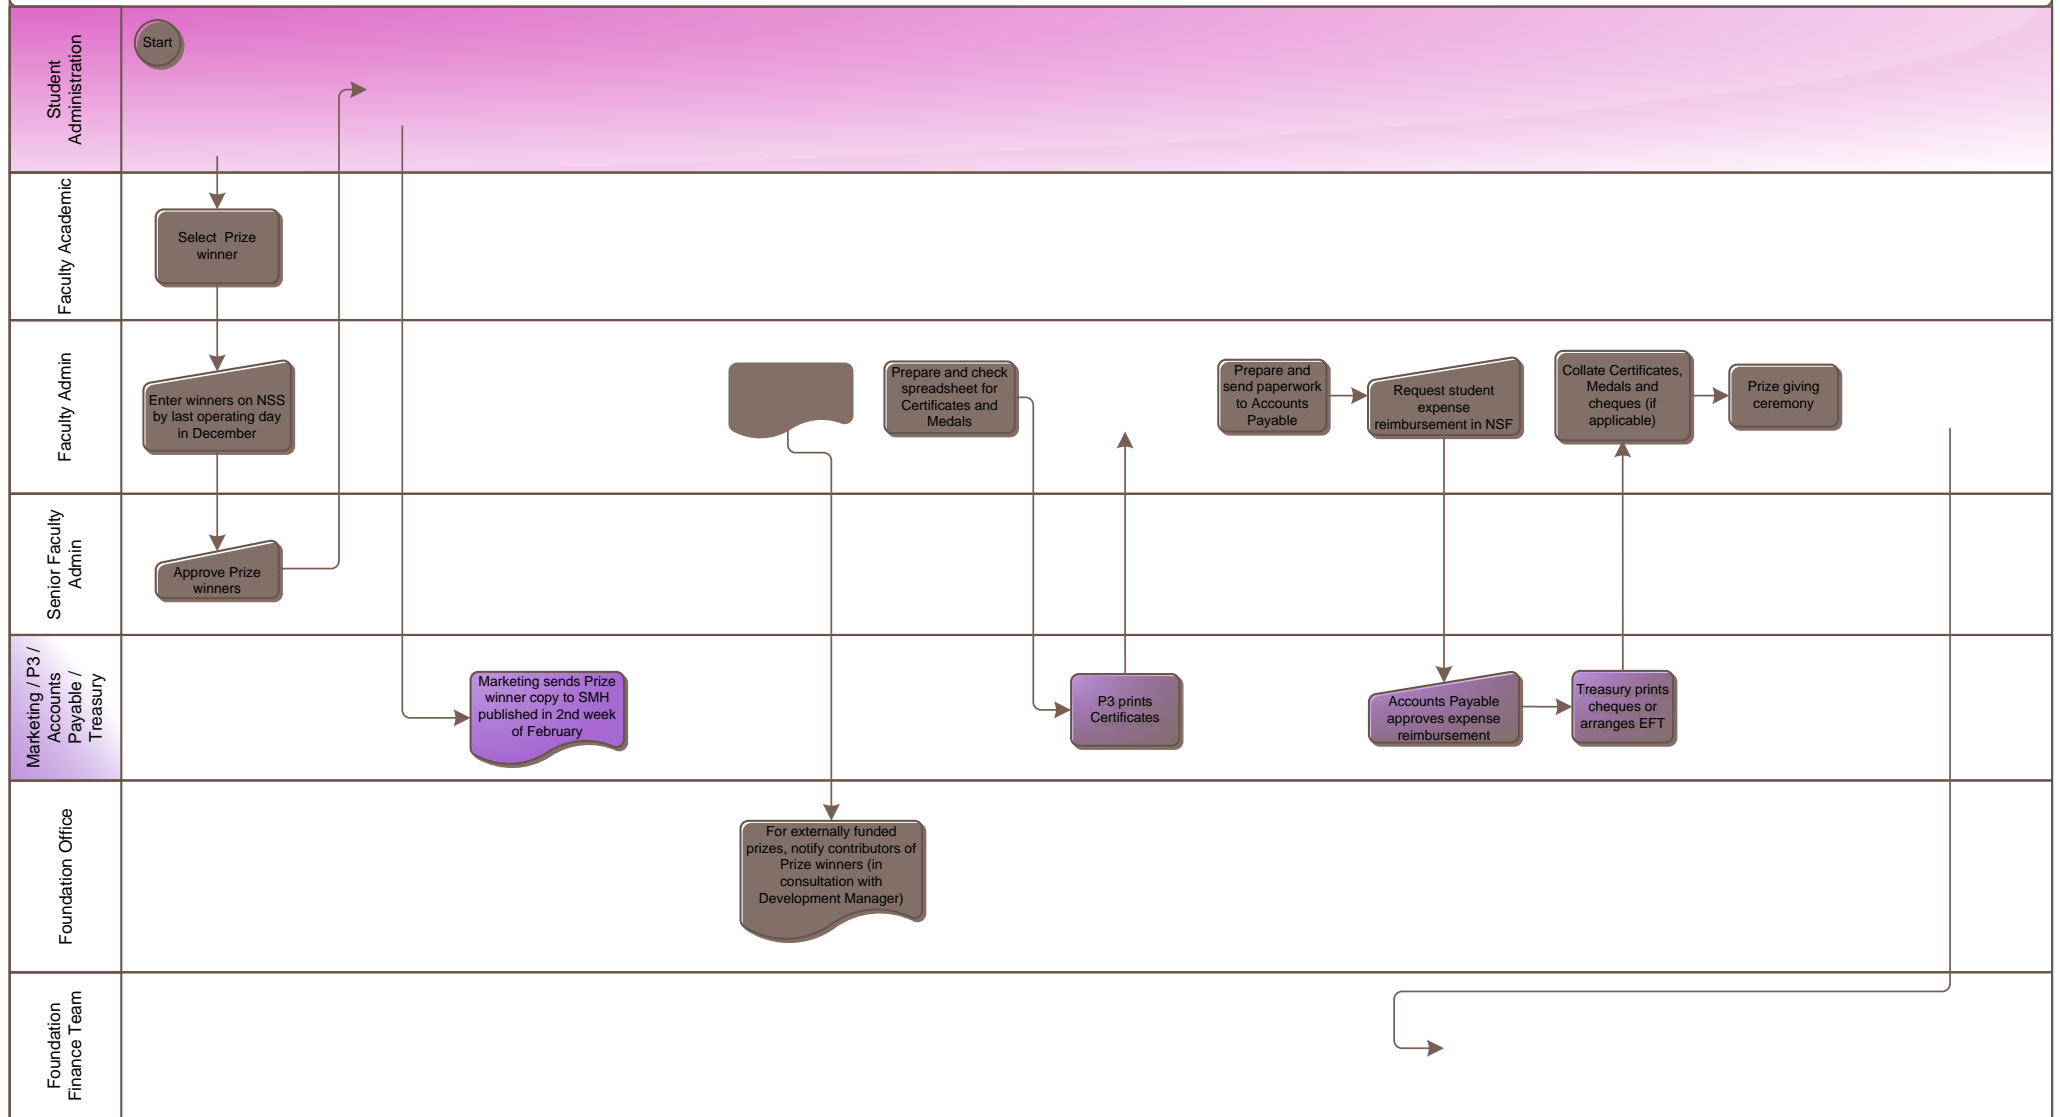 Student
Administration
Start
Faculty Academic
Select Prize
winner
Faculty Admin
Enter winners on NSS
by last operating day
in December
Prepare and check
spreadsheet for
Certificates and
Medals
Prepare and
send paperwork
to Accounts
Payable
Request student
expense
reimbursement in NSF
Collate Certificates,
Medals and
cheques (if
applicable)
Prize giving
ceremony
Senior Faculty
Admin
Approve Prize
winners
Marketing / P3 /
Accounts
Payable /
Treasury
Marketing sends Prize
winner copy to SMH
published in 2nd week
of February
P3 prints
Certificates
Accounts Payable
approves expense
reimbursement
Treasury prints
cheques or
arranges EFT
Foundation Office
For externally funded
prizes, notify contributors of
Prize winners (in
consultation with
Development Manager)
Foundation
Finance Team